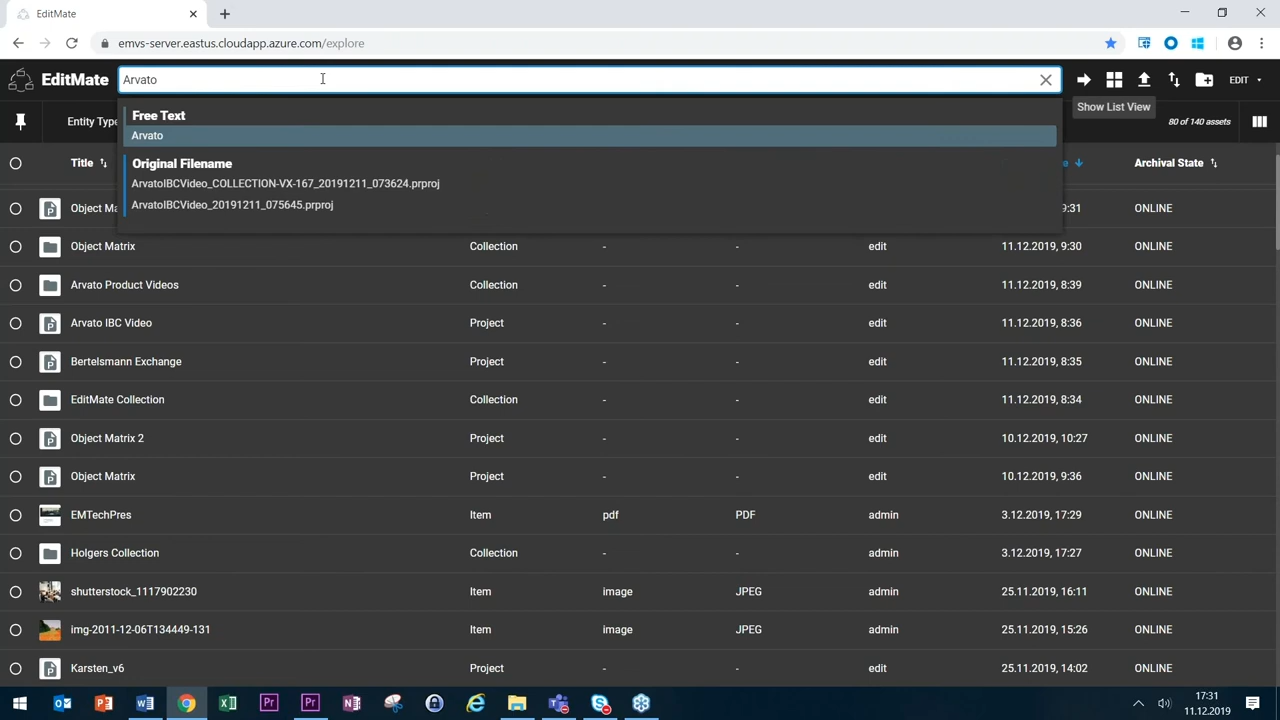 EditMate
emvs-server.eastus.cloudapp.azure.com/explore
EditMate
Arvato
EDIT
Show List View
Entity Type
Free Text
Arvato
80 of 140 assets
Original Filename
ArvatoIBCVideo_COLLECTION-VX-167_20191211_073624.prproj
ArvatoIBCVideo_20191211_075645.prproj
Title
Archival State
Object Ma
9:31
ONLINE
Object Matrix Collection - - edit 11.12.2019, 9:30 ONLINE
Arvato Product Videos Collection - - edit 11.12.2019, 8:39 ONLINE
Arvato IBC Video Project - - edit 11.12.2019, 8:36 ONLINE
Bertelsmann Exchange Project - - edit 11.12.2019, 8:35 ONLINE
EditMate Collection Collection - - edit 11.12.2019, 8:34 ONLINE
Object Matrix 2 Project - - edit 10.12.2019, 10:27 ONLINE
Object Matrix Project - - edit 10.12.2019, 9:36 ONLINE
EMTechPres Item pdf PDF admin 3.12.2019, 17:29 ONLINE
Holgers Collection Collection - - admin 3.12.2019, 17:27 ONLINE
shutterstock_1117902230 Item image JPEG admin 25.11.2019, 16:11 ONLINE
img-2011-12-06T134449-131 Item image JPEG admin 25.11.2019, 15:26 ONLINE
Karsten_v6 Project - - edit 25.11.2019, 14:02 ONLINE
17:31
11.12.2019